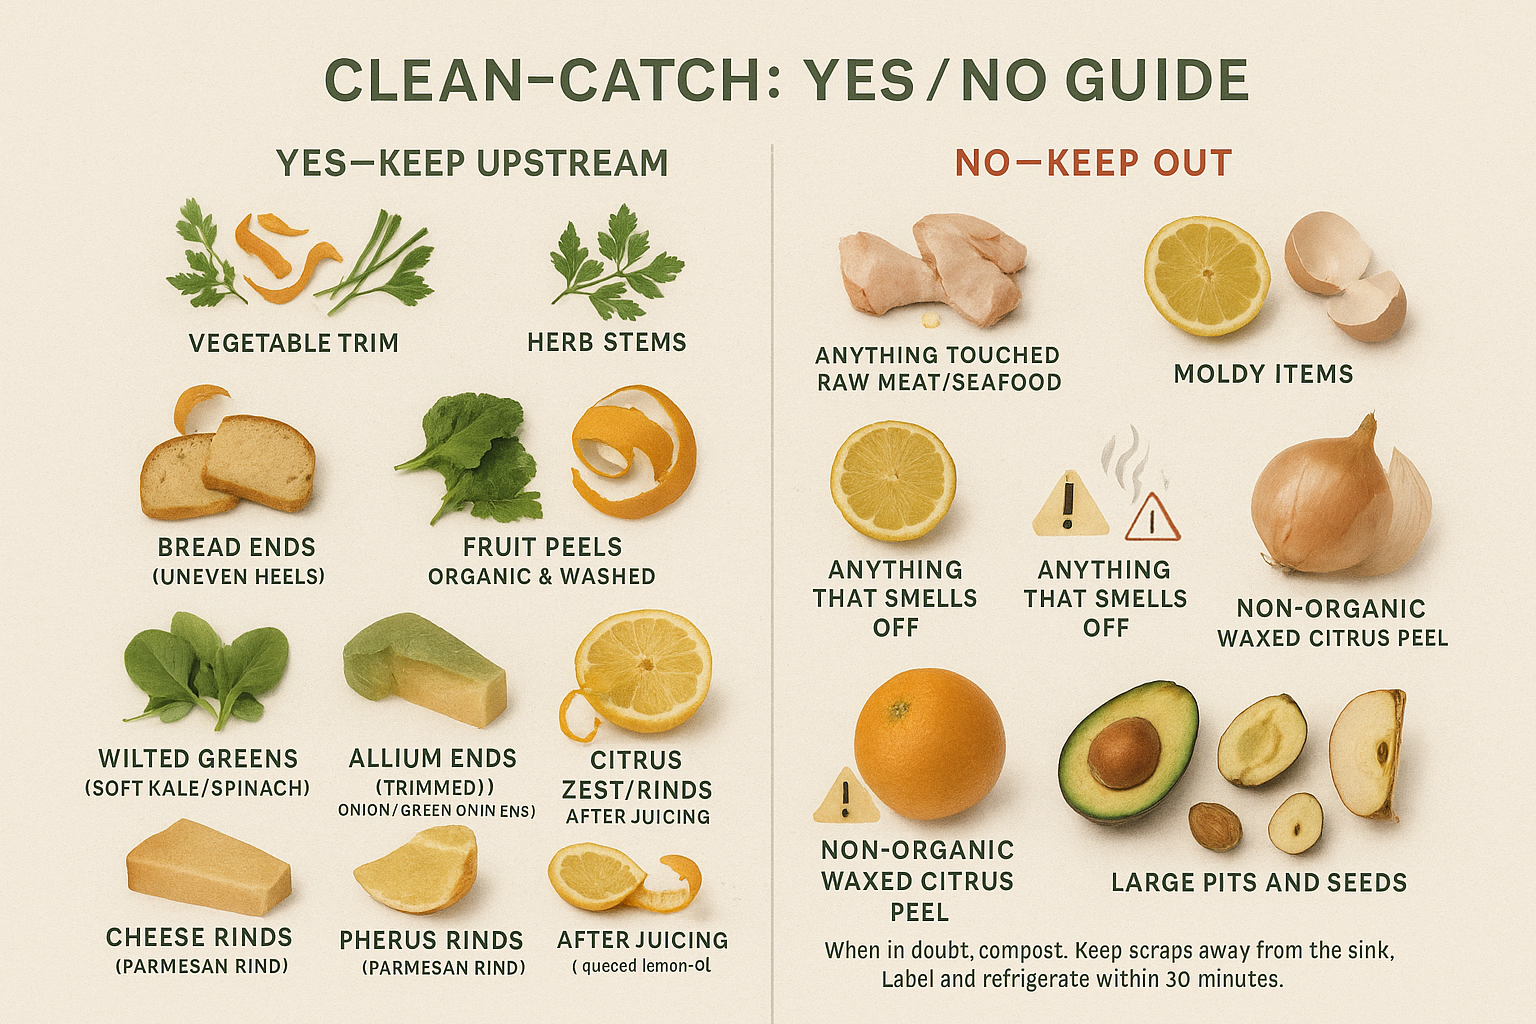 CLEAN–CATCH: YES / NO GUIDE
YES—KEEP UPSTREAM
VEGETABLE TRIM
HERB STEMS
BREAD ENDS
(UNEVEN HEELS)
FRUIT PEELS
ORGANIC & WASHED
WILTED GREENS
(SOFT KALE/SPINACH)
ALLIUM ENDS
(TRIMMED))
ONION/GREEN ONIN ENS)
CITRUS
ZEST/RINDS
AFTER JUICING
CHEESE RINDS
(PARMESAN RIND)
PHERUS RINDS
(PARMESAN RIND)
AFTER JUICING
( queced lemon-ol
NO—KEEP OUT
ANYTHING TOUCHED
RAW MEAT/SEAFOOD
MOLDY ITEMS
ANYTHING
THAT SMELLS
OFF
ANYTHING
THAT SMELLS
OFF
NON-ORGANIC
WAXED CITRUS PEEL
NON-ORGANIC
WAXED CITRUS
PEEL
LARGE PITS AND SEEDS
When in doubt, compost. Keep scraps away from the sink,
Label and refrigerate within 30 minutes.